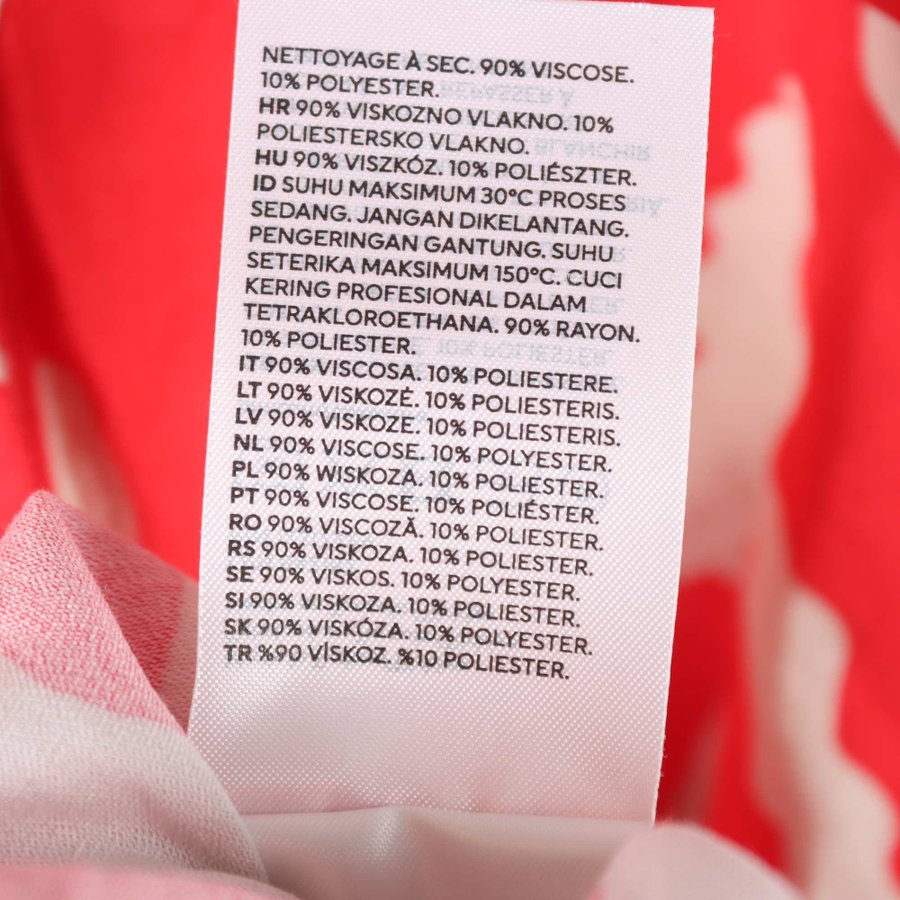 NETTOYAGE À SEC. 90% VISCOSE.
10% POLYESTER.
HR 90% VISKOZNO VLAKNO. 10%
POLIESTERSKO VLAKNO.
HU 90% VISZKÓZ. 10% POLIÉSZTER.
ID SUHU MAKSIMUM 30°C PROSES
SEDANG. JANGAN DIKELANTANG.
PENGERINGAN GANTUNG. SUHU
SETERIKA MAKSIMUM 150°C. CUCI
KERING PROFESIONAL DALAM
TETRAKLOROETHANA. 90% RAYON.
10% POLIESTER.
IT 90% VISCOSA. 10% POLIESTERE.
LT 90% VISKOZĖ. 10% POLIESTERIS.
LV 90% VISKOZE. 10% POLIESTERIS.
NL 90% VISCOSE. 10% POLYESTER.
PL 90% WISKOZA. 10% POLIESTER.
PT 90% VISCOSE. 10% POLIÉSTER.
RO 90% VISCOZĂ. 10% POLIESTER.
RS 90% VISKOZA. 10% POLIESTER.
SE 90% VISKOS. 10% POLYESTER.
SI 90% VISKOZA. 10% POLIESTER.
SK 90% VISKÓZA. 10% POLYESTER.
TR %90 VİSKOZ. %10 POLIESTER.